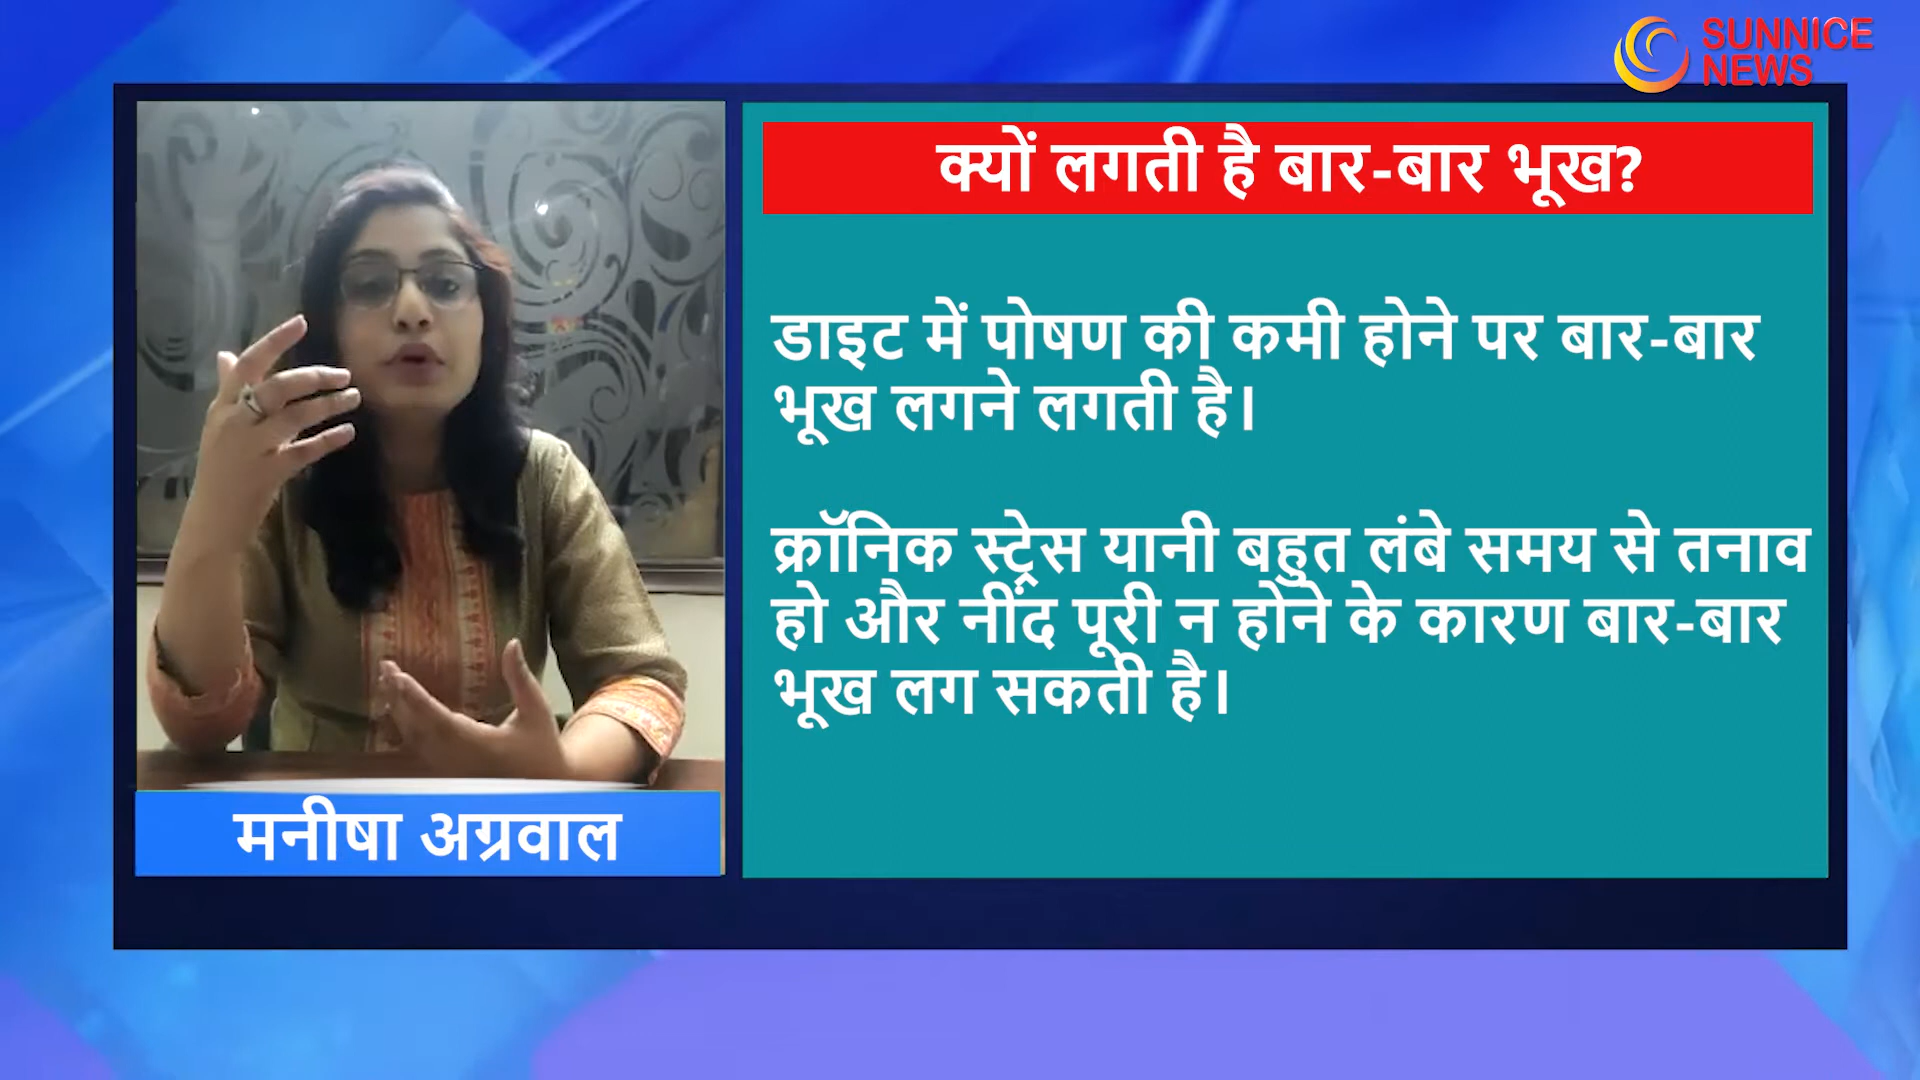 SUNNICE
NEWS
क्यों लगती है बार-बार भूख?
डाइट में पोषण की कमी होने पर बार-बार
भूख लगने लगती है।
क्रॉनिक स्ट्रेस यानी बहुत लंबे समय से तनाव
हो और नींद पूरी न होने के कारण बार-बार
भूख लग सकती है।
मनीषा अग्रवाल